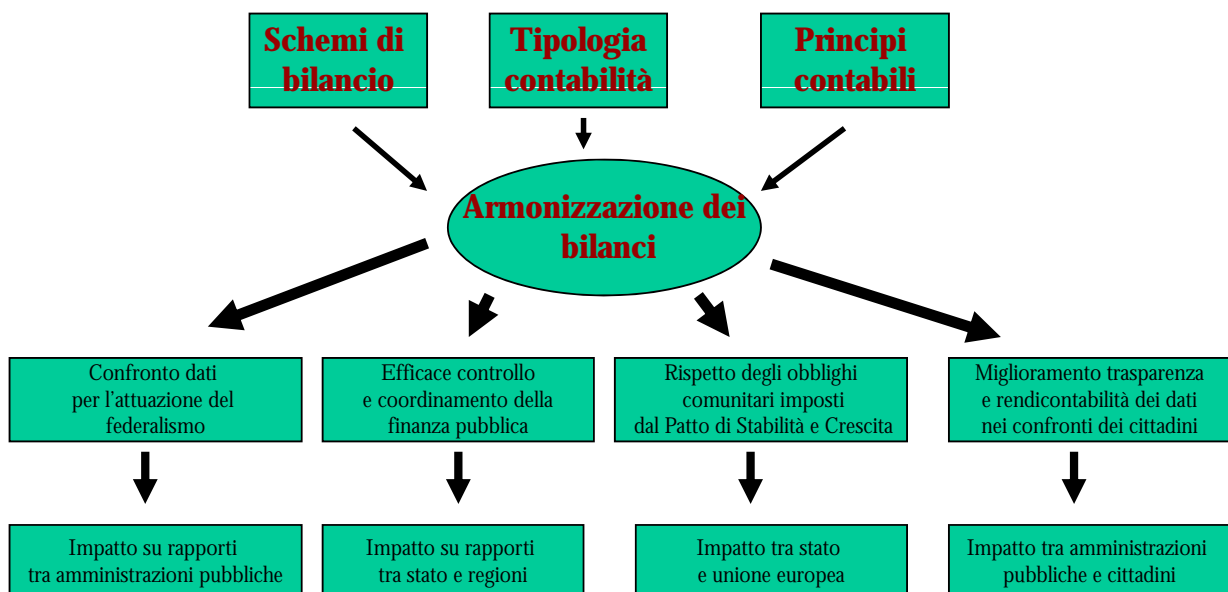 Schemi di
bilancio
Tipologia
contabilità
Principi
contabili
Armonizzazione dei
bilanci
Confronto dati
per l'attuazione del
federalismo
Efficace controllo
e coordinamento della
finanza pubblica
Rispetto degli obblighi
comunitari imposti
dal Patto di Stabilità e Crescita
Miglioramento trasparenza
e rendicontabilità dei dati
nei confronti dei cittadini
Impatto su rapporti
tra amministrazioni pubbliche
Impatto su rapporti
tra stato e regioni
Impatto tra stato
e unione europea
Impatto tra amministrazioni
pubbliche e cittadini